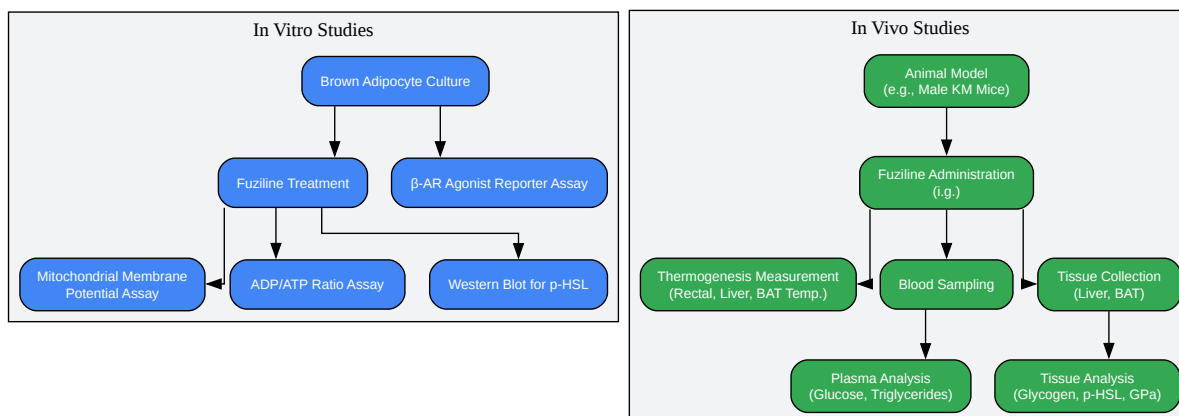 In Vitro Studies
Brown Adipocyte Culture
Fuziline Treatment
β-AR Agonist Reporter Assay
Mitochondrial Membrane
Potential Assay
ADP/ATP Ratio Assay
Western Blot for p-HSL
In Vivo Studies
Animal Model
(e.g., Male KM Mice)
Fuziline Administration
(i.g.)
Thermogenesis Measurement
(Rectal, Liver, BAT Temp.)
Blood Sampling
Tissue Collection
(Liver, BAT)
Plasma Analysis
(Glucose, Triglycerides)
Tissue Analysis
(Glycogen, p-HSL, GPa)